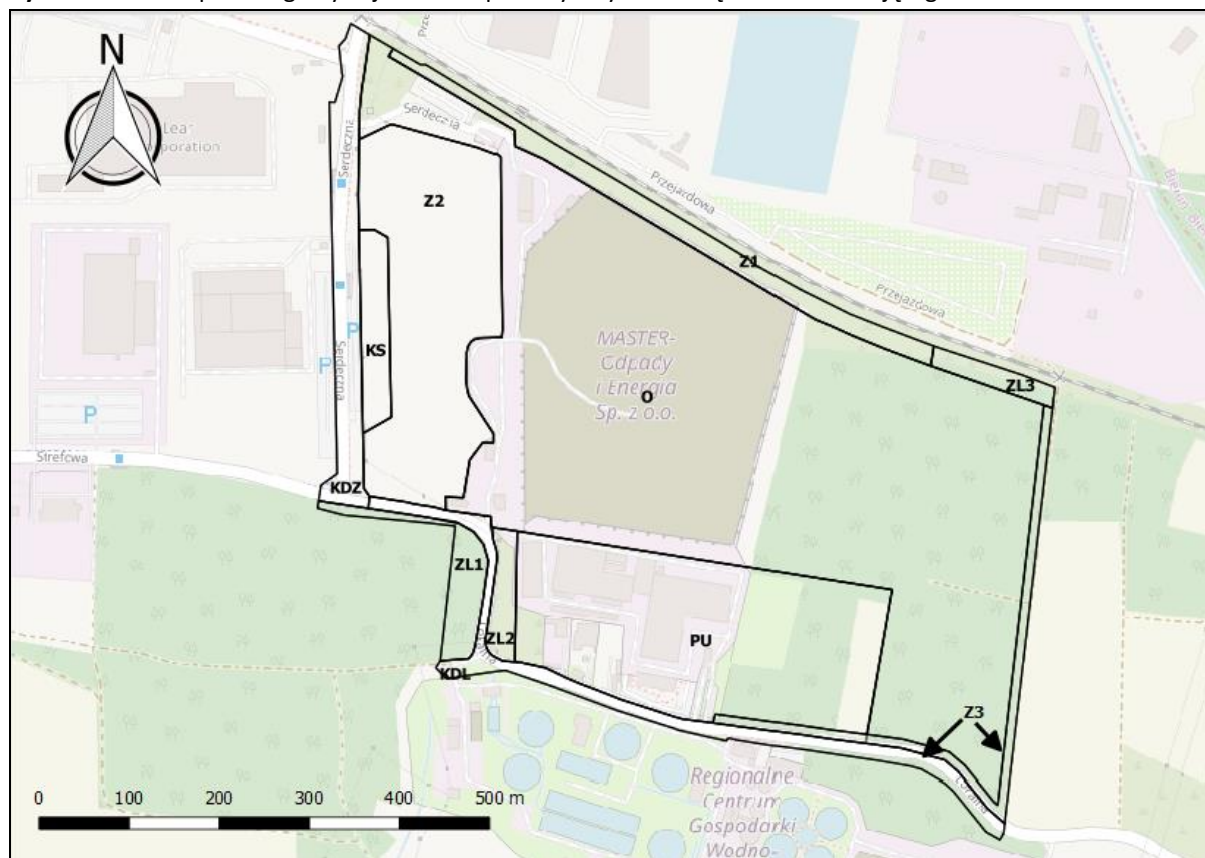 N
Serdeczna
Serdeczna
Lear
Corporation
Z2
Przejazdowa
Z1
Przejazdowa
P
KS
P
Serdeczna
MASTER-
Odpady
i Energia
Sp. z o.o.
O
ZL3
P
Strefowa
KDZ
ZL1
ZL2
PU
KDL
Z3
0 100 200 300 400 500 m
Regionalne
Centrum
Gospodarki
Wodno-